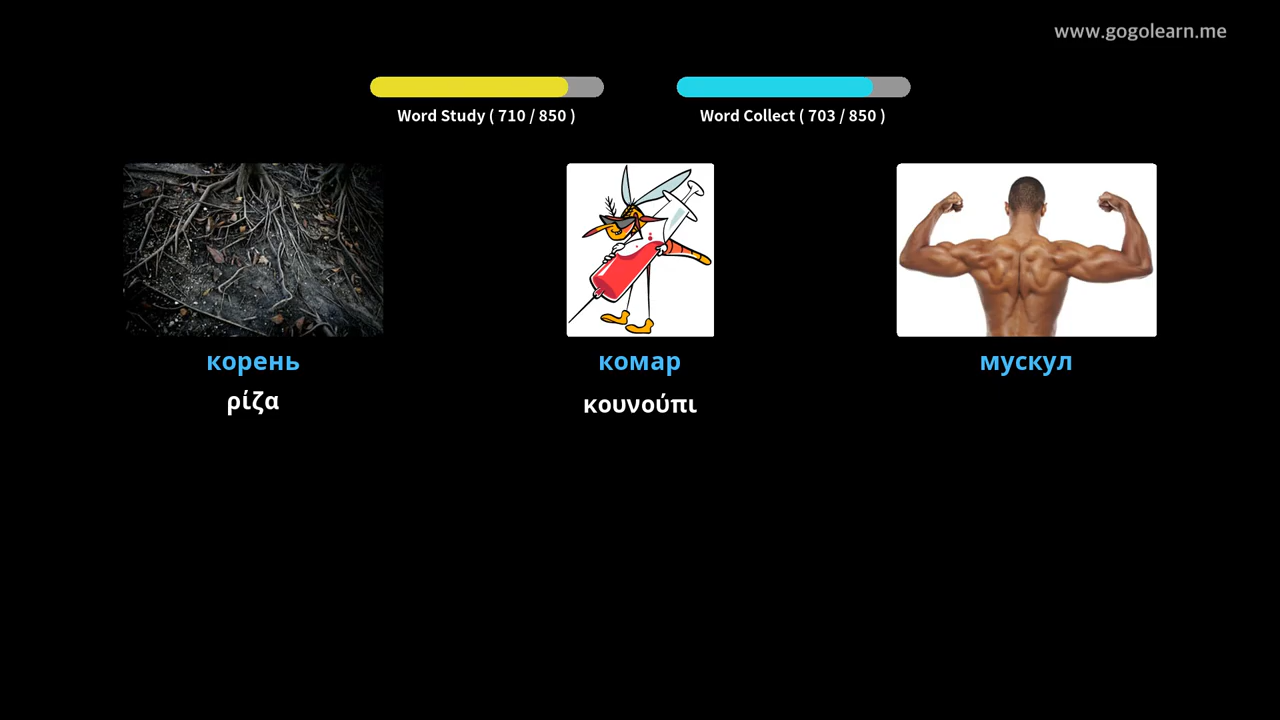 www.gogolearn.me
Word Study ( 710 / 850 )
Word Collect ( 703 / 850 )
корень
комар
мускул
ρίζα
κουνούπι